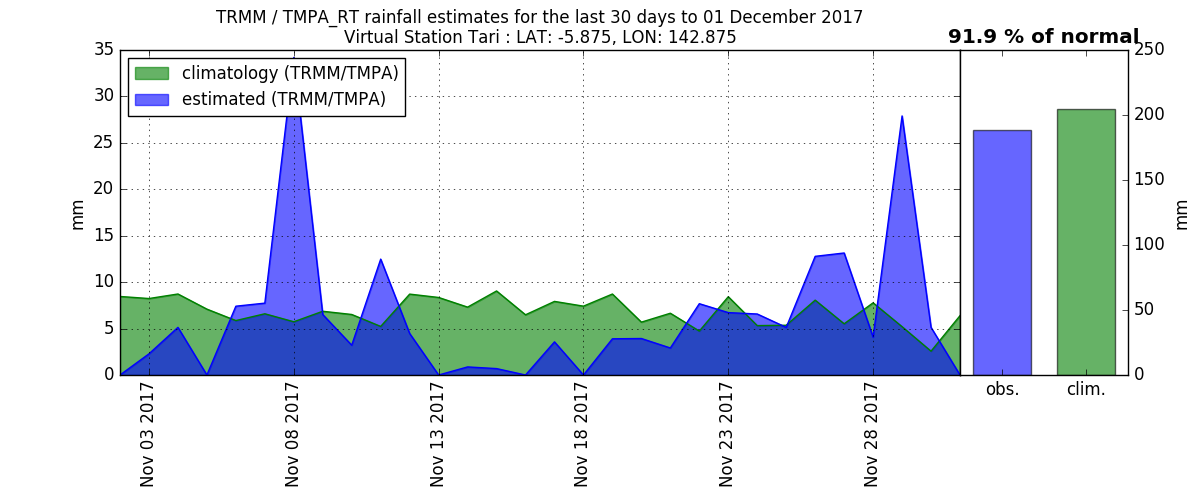 TRMM / TMPA_RT rainfall estimates for the last 30 days to 01 December 2017
Virtual Station Tari : LAT: -5.875, LON: 142.875
91.9 % of normal
climatology (TRMM/TMPA)
estimated (TRMM/TMPA)
35
30
25
20
15
10
5
0
mm
Nov 03 2017
Nov 08 2017
Nov 13 2017
Nov 18 2017
Nov 23 2017
Nov 28 2017
250
200
150
100
50
0
mm
obs.
clim.